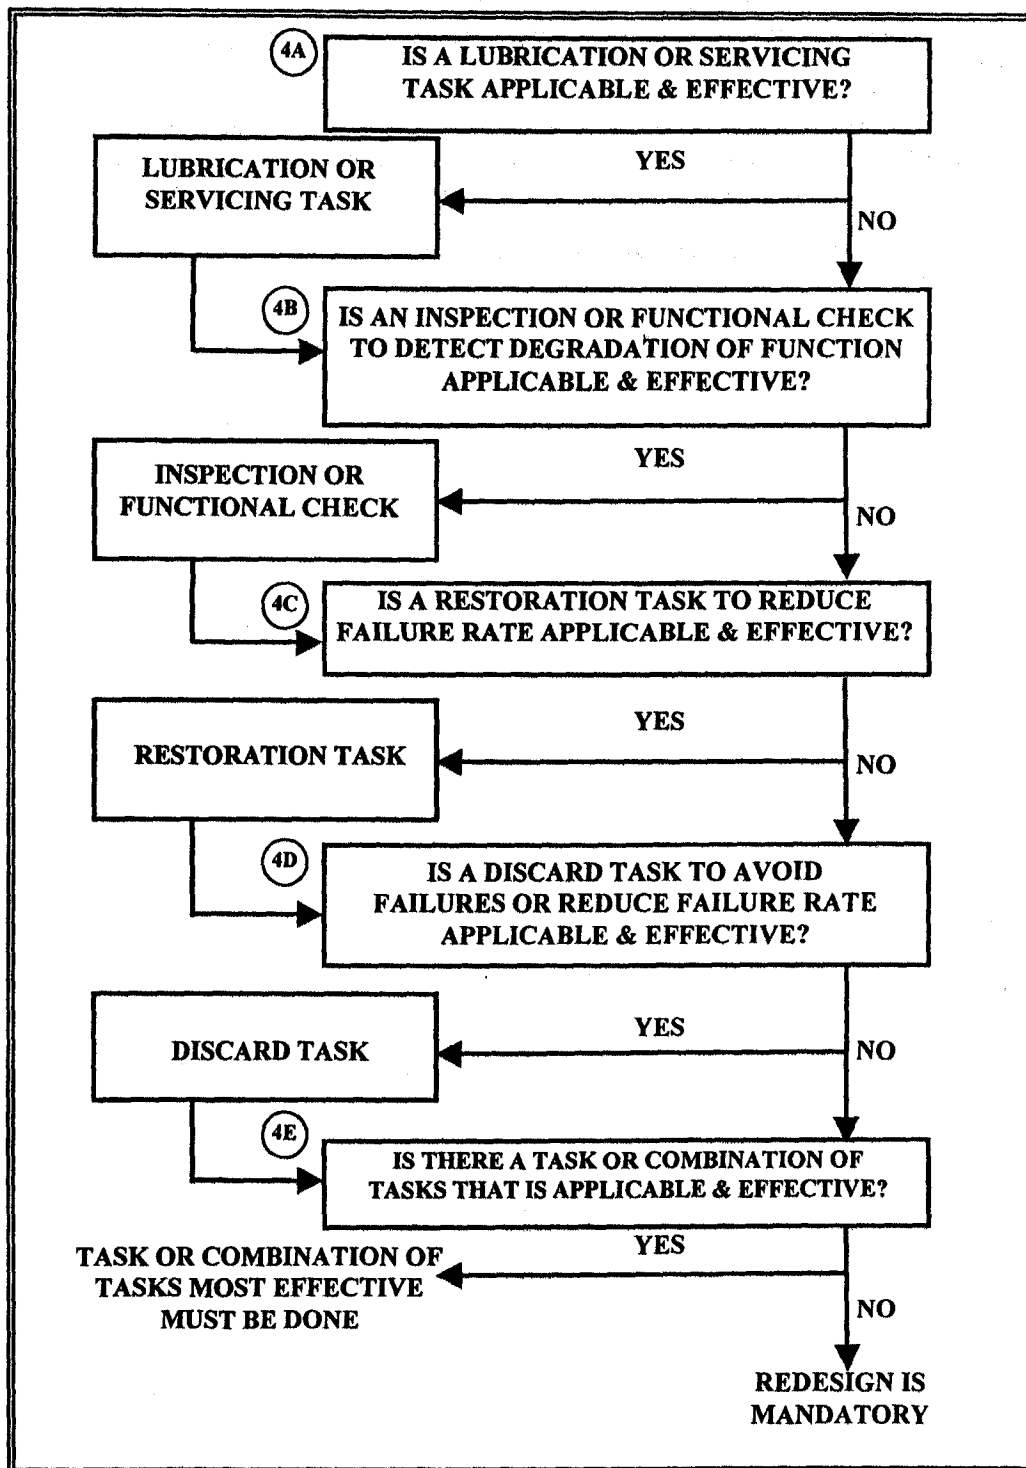 4A
IS A LUBRICATION OR SERVICING
TASK APPLICABLE & EFFECTIVE?
YES
LUBRICATION OR
SERVICING TASK
NO
4B
IS AN INSPECTION OR FUNCTIONAL CHECK
TO DETECT DEGRADATION OF FUNCTION
APPLICABLE & EFFECTIVE?
YES
INSPECTION OR
FUNCTIONAL CHECK
NO
4C
IS A RESTORATION TASK TO REDUCE
FAILURE RATE APPLICABLE & EFFECTIVE?
YES
RESTORATION TASK
NO
4D
IS A DISCARD TASK TO AVOID
FAILURES OR REDUCE FAILURE RATE
APPLICABLE & EFFECTIVE?
YES
DISCARD TASK
NO
4E
IS THERE A TASK OR COMBINATION OF
TASKS THAT IS APPLICABLE & EFFECTIVE?
YES
TASK OR COMBINATION OF
TASKS MOST EFFECTIVE
MUST BE DONE
NO
REDESIGN IS
MANDATORY